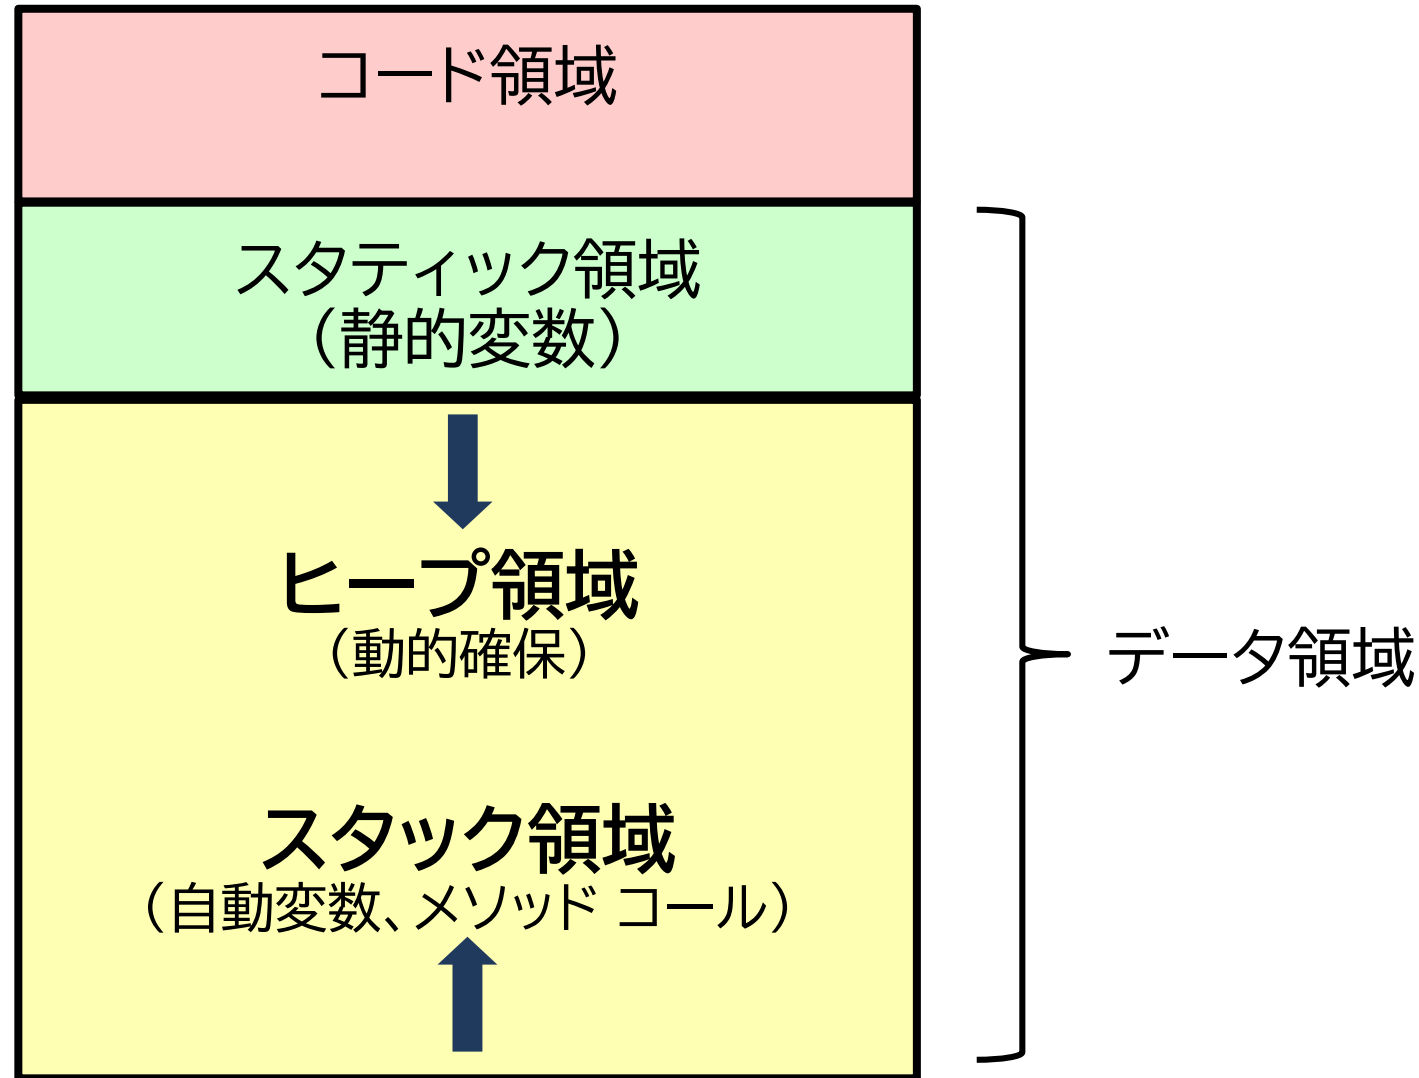 コード領域
スタティック領域
（静的変数）
ヒープ領域
（動的確保）
データ領域
スタック領域
（自動変数、メソッド コール）